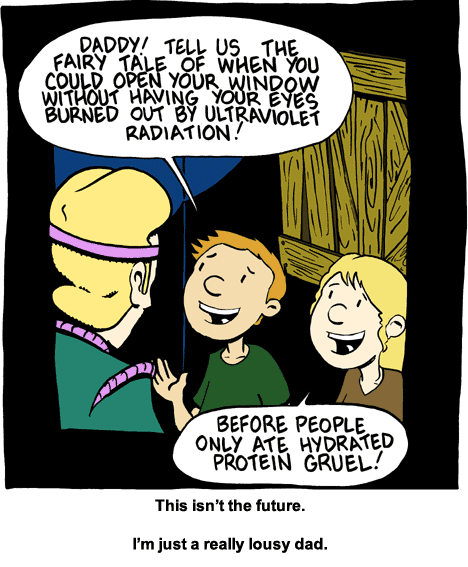 DADDY! TELL US THE
FAIRY TALE OF WHEN YOU
COULD OPEN YOUR WINDOW
WITHOUT HAVING YOUR EYES
BURNED OUT BY ULTRAVIOLET
RADIATION!
BEFORE PEOPLE
ONLY ATE HYDRATED
PROTEIN GRUEL!
This isn't the future.
I'm just a really lousy dad.